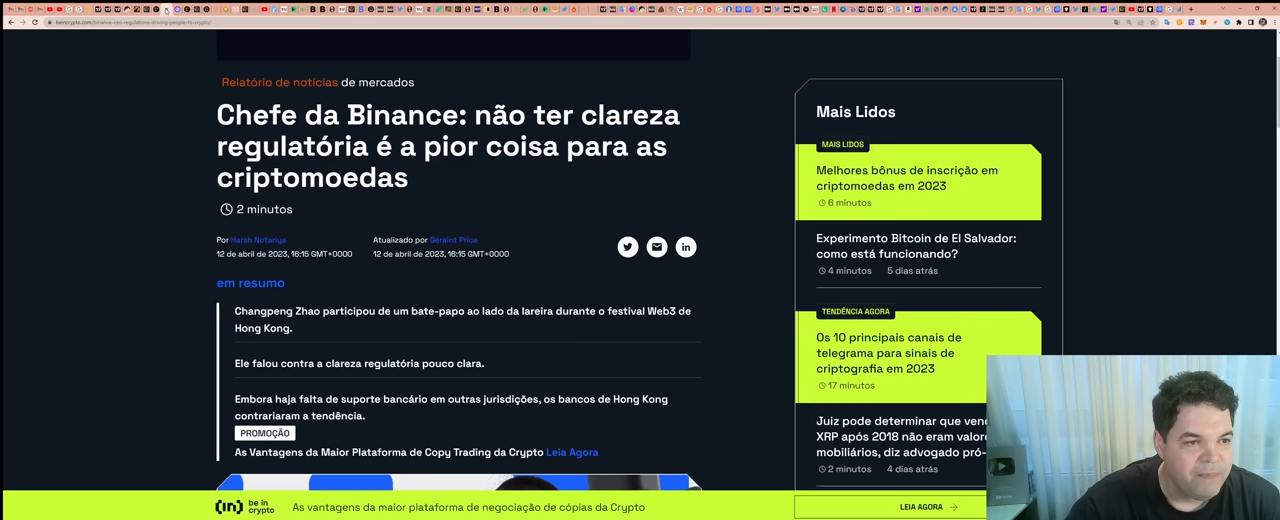 beincrypto.com/binance-ceo-regulations-driving-people-to-crypto/
Relatório de notícias de mercados
Chefe da Binance: não ter clareza
regulatória é a pior coisa para as
criptomoedas
2 minutos
Por Harsh Notariya
12 de abril de 2023, 16:15 GMT+0000
Atualizado por Geraint Price
12 de abril de 2023, 16:15 GMT+0000
em resumo
Changpeng Zhao participou de um bate-papo ao lado da lareira durante o festival Web3 de
Hong Kong.
Ele falou contra a clareza regulatória pouco clara.
Embora haja falta de suporte bancário em outras jurisdições, os bancos de Hong Kong
contrariaram a tendência.
PROMOÇÃO
As Vantagens da Maior Plataforma de Copy Trading da Crypto Leia Agora
Mais Lidos
MAIS LIDOS
Melhores bônus de inscrição em
criptomoedas em 2023
6 minutos
Experimento Bitcoin de El Salvador:
como está funcionando?
4 minutos 5 dias atrás
TENDÊNCIA AGORA
Os 10 principais canais de
telegrama para sinais de
criptografia em 2023
17 minutos
Juiz pode determinar que
XRP após 2018 não eram
mobiliários, diz advogado
2 minutos 4 dias atrás
be in
crypto
As vantagens da maior plataforma de negociação de cópias da Crypto
LEIA AGORA